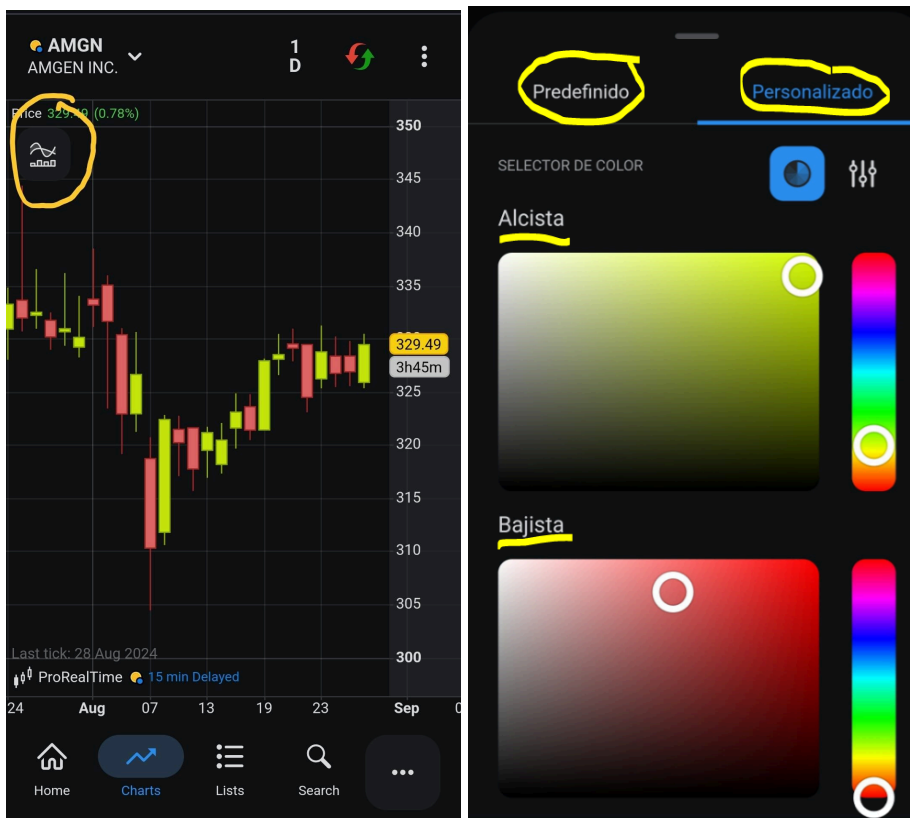 AMGN
AMGEN INC.
1
D
Price 329.49 (0.78%)
350
345
340
335
329.49
3h45m
325
320
315
310
305
300
Last tick: 28 Aug 2024
ProRealTime 15 min Delayed
24 Aug 07 13 19 23 Sep
Home Charts Lists Search
Predefinido Personalizado
SELECTOR DE COLOR
Alcista
Bajista